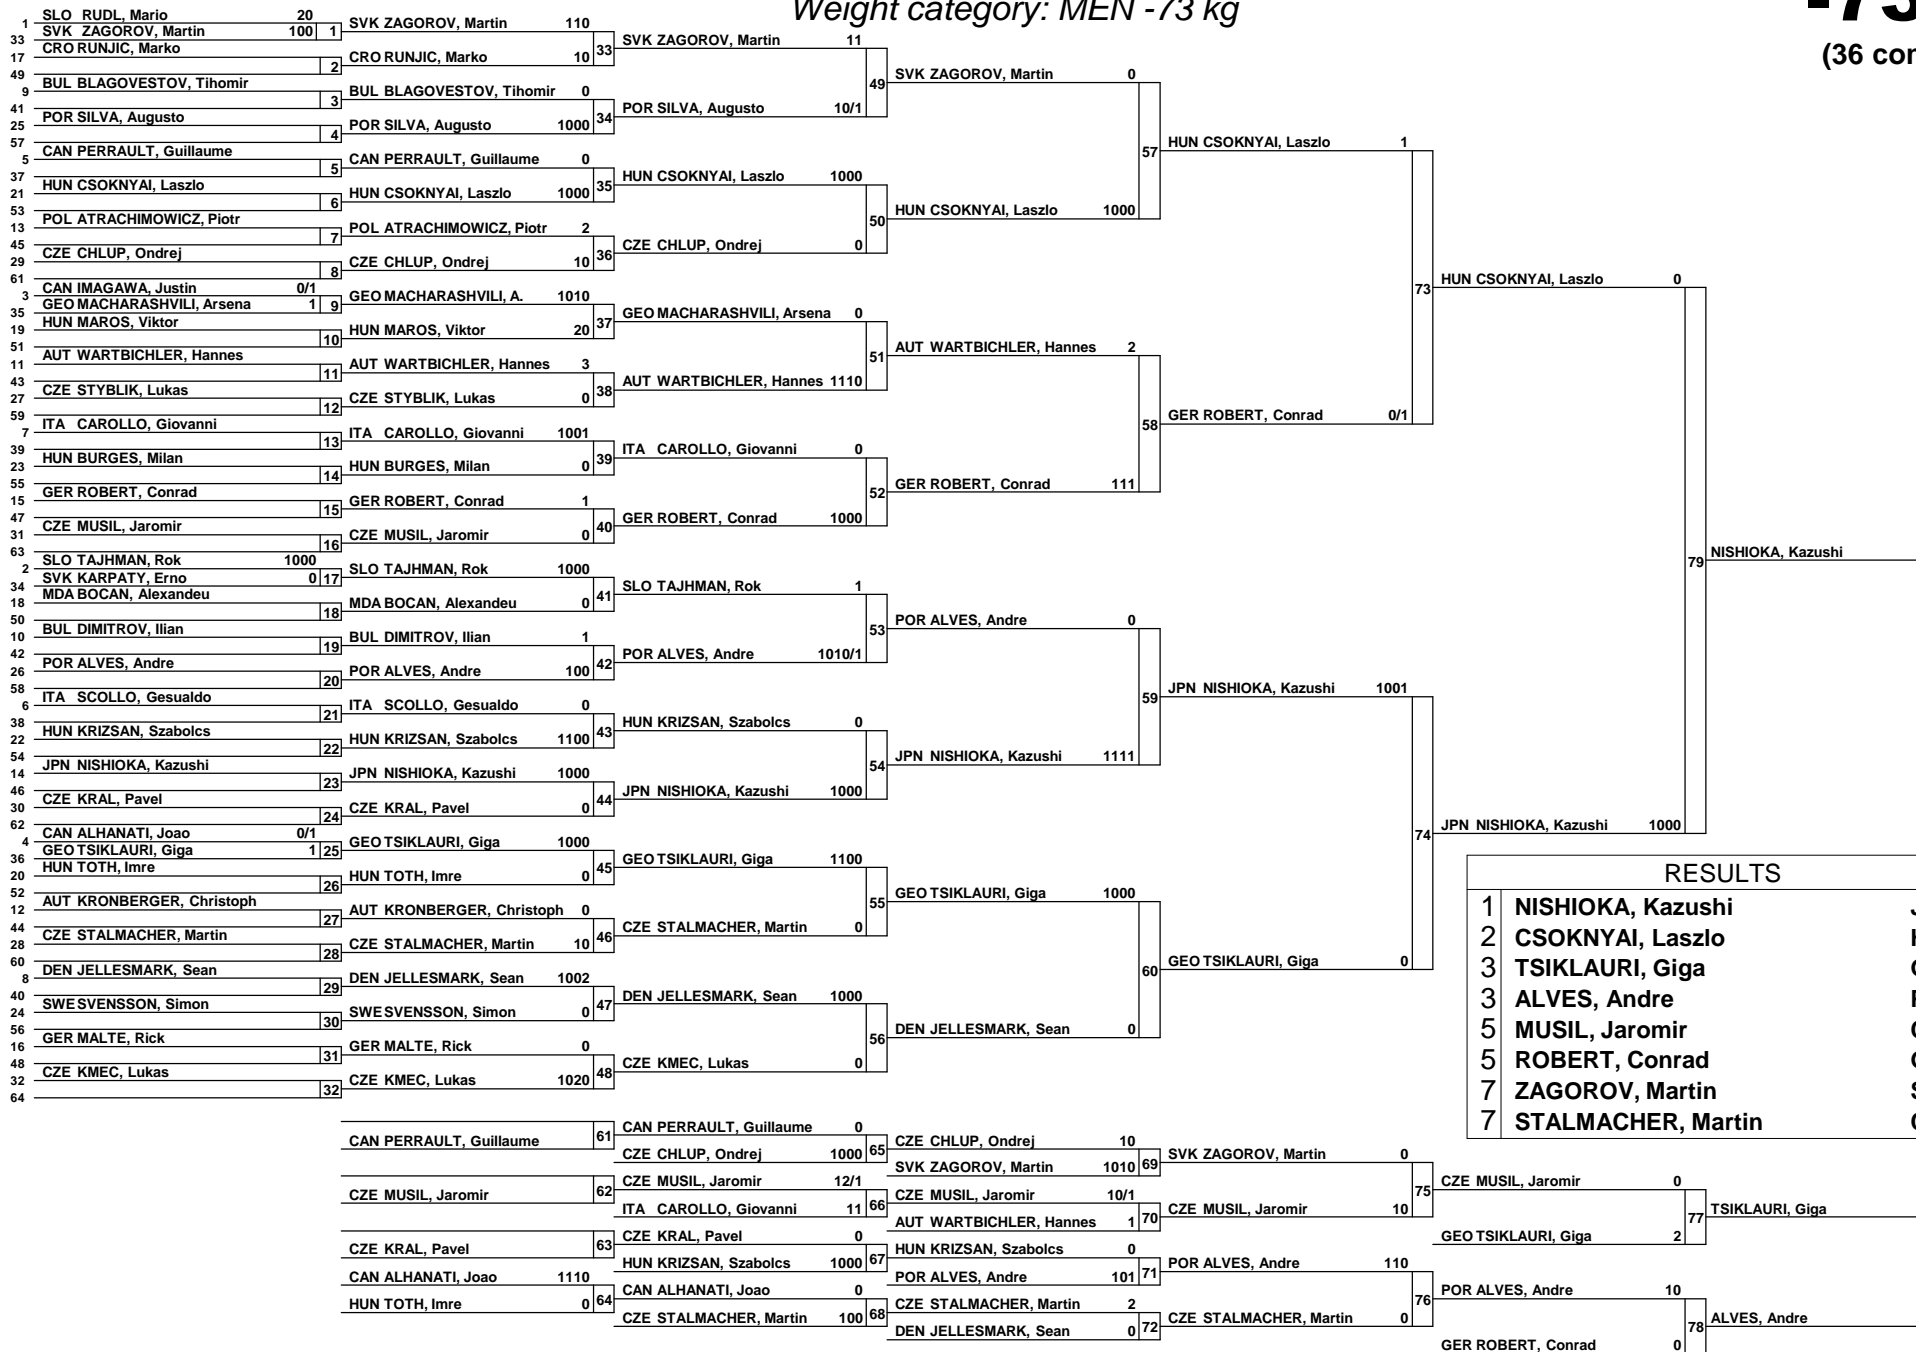 Weight category: MEN -73 kg
-73
(36 con
1 SLO RUDL, Mario 20
33 SVK ZAGOROV, Martin 100 1
17 CRO RUNJIC, Marko
49 2
9 BUL BLAGOVESTOV, Tihomir
41 3
25 POR SILVA, Augusto
57 4
5 CAN PERRAULT, Guillaume
37 5
21 HUN CSOKNYAI, Laszlo
53 6
13 POL ATRACHIMOWICZ, Piotr
45 7
29 CZE CHLUP, Ondrej
61 8
3 CAN IMAGAWA, Justin 0/1
35 GEO MACHARASHVILI, Arsena 1 9
19 HUN MAROS, Viktor
51 10
11 AUT WARTBICHLER, Hannes
43 11
27 CZE STYBLIK, Lukas
59 12
7 ITA CAROLLO, Giovanni
39 13
23 HUN BURGES, Milan
55 14
15 GER ROBERT, Conrad
47 15
31 CZE MUSIL, Jaromir
63 16
2 SLO TAJHMAN, Rok 1000
34 SVK KARPATY, Erno 0 17
18 MDA BOCAN, Alexandeu
50 18
10 BUL DIMITROV, Ilian
42 19
26 POR ALVES, Andre
58 20
6 ITA SCOLLO, Gesualdo
38 21
22 HUN KRIZSAN, Szabolcs
54 22
14 JPN NISHIOKA, Kazushi
46 23
30 CZE KRAL, Pavel
62 24
4 CAN ALHANATI, Joao 0/1
36 GEO TSIKLAURI, Giga 1 25
20 HUN TOTH, Imre
52 26
12 AUT KRONBERGER, Christoph
44 27
28 CZE STALMACHER, Martin
60 28
8 DEN JELLESMARK, Sean
40 29
24 SWE SVENSSON, Simon
56 30
16 GER MALTE, Rick
48 31
32 CZE KMEC, Lukas
64 32
SVK ZAGOROV, Martin 110
CRO RUNJIC, Marko 10 33
BUL BLAGOVESTOV, Tihomir 0
POR SILVA, Augusto 1000 34
CAN PERRAULT, Guillaume 0
HUN CSOKNYAI, Laszlo 1000 35
POL ATRACHIMOWICZ, Piotr 2
CZE CHLUP, Ondrej 10 36
GEO MACHARASHVILI, A. 1010
HUN MAROS, Viktor 20 37
AUT WARTBICHLER, Hannes 3
CZE STYBLIK, Lukas 0 38
ITA CAROLLO, Giovanni 1001
HUN BURGES, Milan 0 39
GER ROBERT, Conrad 1
CZE MUSIL, Jaromir 0 40
SLO TAJHMAN, Rok 1000
MDA BOCAN, Alexandeu 0 41
BUL DIMITROV, Ilian 1
POR ALVES, Andre 100 42
ITA SCOLLO, Gesualdo 0
HUN KRIZSAN, Szabolcs 1100 43
JPN NISHIOKA, Kazushi 1000
CZE KRAL, Pavel 0 44
GEO TSIKLAURI, Giga 1000
HUN TOTH, Imre 0 45
AUT KRONBERGER, Christoph 0
CZE STALMACHER, Martin 10 46
DEN JELLESMARK, Sean 1002
SWE SVENSSON, Simon 0 47
GER MALTE, Rick 0
CZE KMEC, Lukas 1020 48
SVK ZAGOROV, Martin 11
POR SILVA, Augusto 10/1 49
HUN CSOKNYAI, Laszlo 1000
CZE CHLUP, Ondrej 0 50
GEO MACHARASHVILI, Arsena 0
AUT WARTBICHLER, Hannes 1110 51
ITA CAROLLO, Giovanni 0
GER ROBERT, Conrad 1000 52
SLO TAJHMAN, Rok 1
POR ALVES, Andre 1010/1 53
HUN KRIZSAN, Szabolcs 0
JPN NISHIOKA, Kazushi 1000 54
GEO TSIKLAURI, Giga 1100
CZE STALMACHER, Martin 0 55
DEN JELLESMARK, Sean 1000
CZE KMEC, Lukas 0 56
SVK ZAGOROV, Martin 0
HUN CSOKNYAI, Laszlo 1000 57
AUT WARTBICHLER, Hannes 2
GER ROBERT, Conrad 111 58
POR ALVES, Andre 0
JPN NISHIOKA, Kazushi 1111 59
GEO TSIKLAURI, Giga 1000
DEN JELLESMARK, Sean 0 60
HUN CSOKNYAI, Laszlo 1
GER ROBERT, Conrad 0/1 73
JPN NISHIOKA, Kazushi 1001
GEO TSIKLAURI, Giga 0 74
HUN CSOKNYAI, Laszlo 0
JPN NISHIOKA, Kazushi 1000 79
NISHIOKA, Kazushi
RESULTS
1 NISHIOKA, Kazushi
2 CSOKNYAI, Laszlo
3 TSIKLAURI, Giga
3 ALVES, Andre
5 MUSIL, Jaromir
5 ROBERT, Conrad
7 ZAGOROV, Martin
7 STALMACHER, Martin
CAN PERRAULT, Guillaume 61
CZE MUSIL, Jaromir 62
CZE KRAL, Pavel 63
CAN ALHANATI, Joao 1110
HUN TOTH, Imre 0 64
CAN PERRAULT, Guillaume 0
CZE CHLUP, Ondrej 1000 65
CZE MUSIL, Jaromir 12/1
ITA CAROLLO, Giovanni 11 66
CZE KRAL, Pavel 0
HUN KRIZSAN, Szabolcs 1000 67
CAN ALHANATI, Joao 0
CZE STALMACHER, Martin 100 68
CZE CHLUP, Ondrej 10
SVK ZAGOROV, Martin 1010 69
CZE MUSIL, Jaromir 10/1
AUT WARTBICHLER, Hannes 1 70
HUN KRIZSAN, Szabolcs 0
POR ALVES, Andre 101 71
CZE STALMACHER, Martin 2
DEN JELLESMARK, Sean 0 72
SVK ZAGOROV, Martin 0
CZE MUSIL, Jaromir 10 75
POR ALVES, Andre 110
CZE STALMACHER, Martin 0 76
CZE MUSIL, Jaromir 0
GEO TSIKLAURI, Giga 2 77
POR ALVES, Andre 10
GER ROBERT, Conrad 0 78
TSIKLAURI, Giga
ALVES, Andre